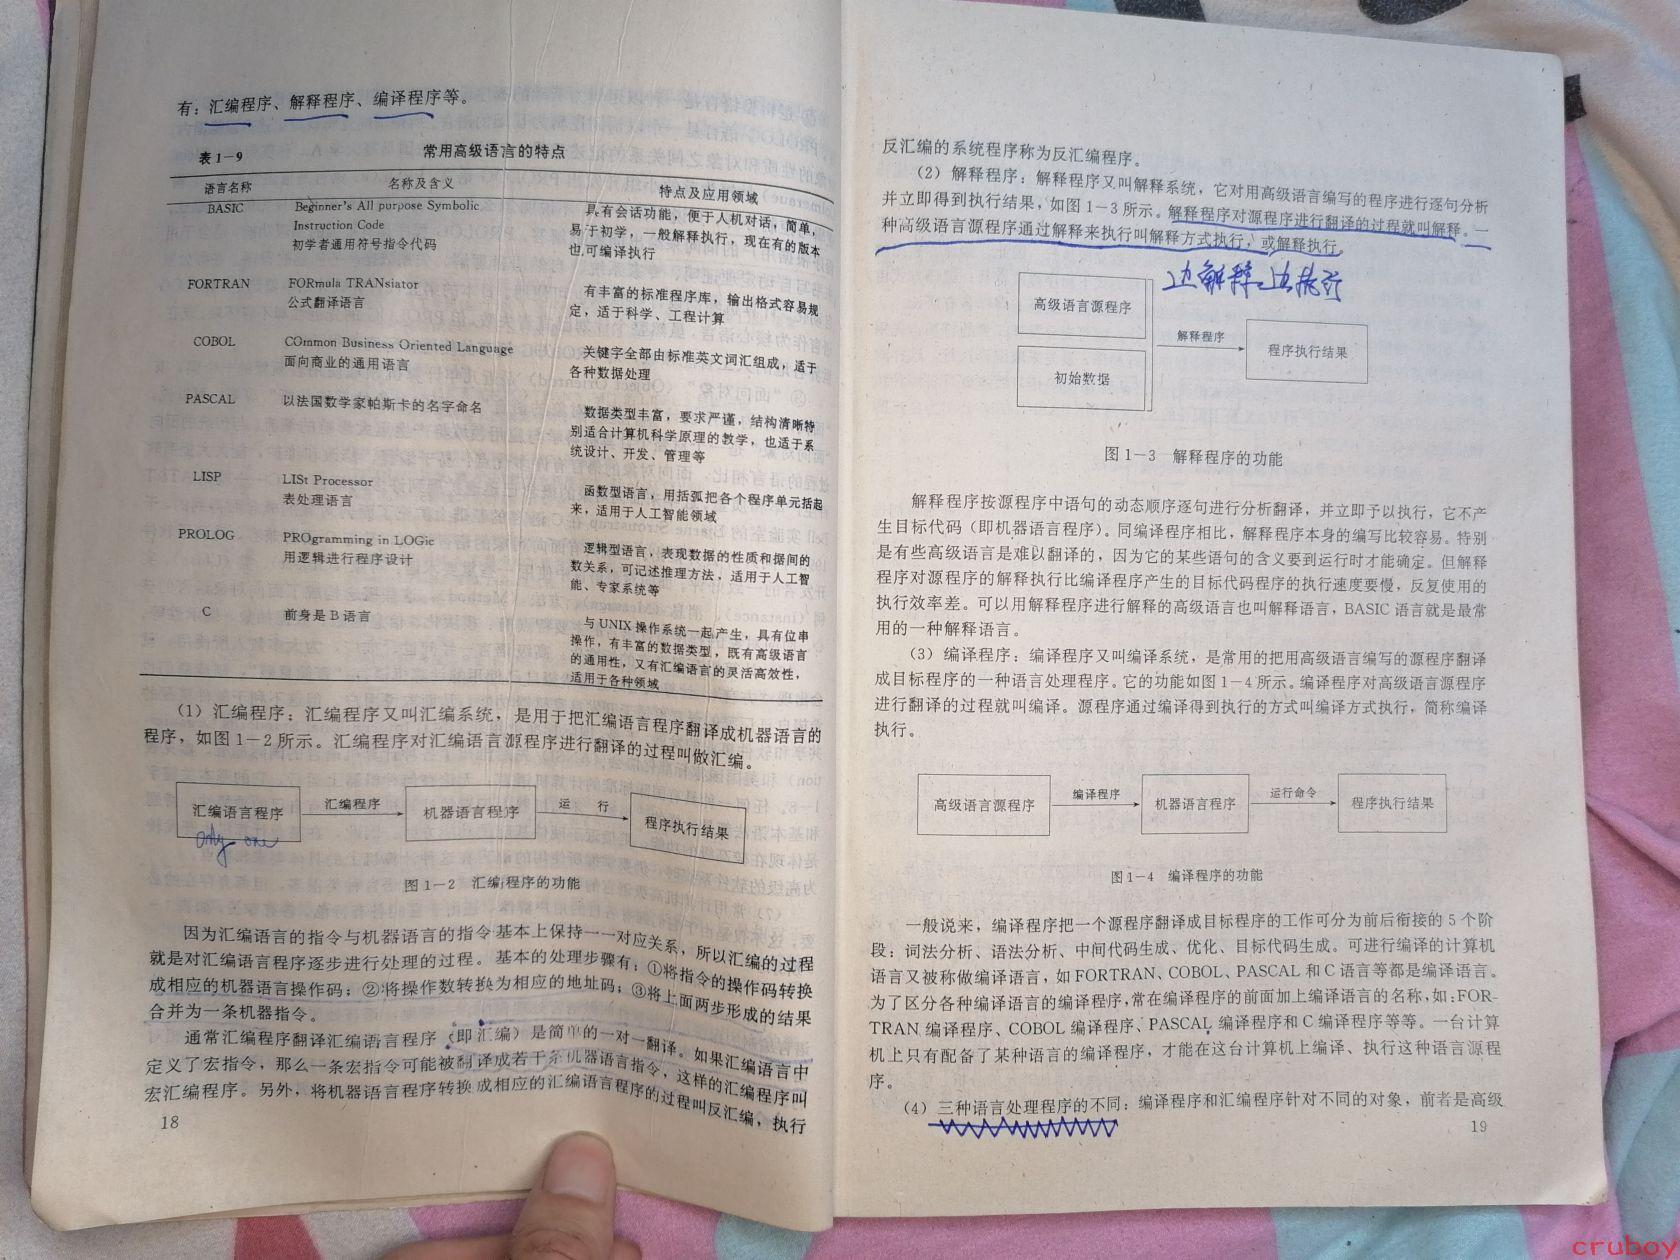 有：汇编程序、解释程序、编译程序等。
表1－9 常用高级语言的特点
语言名称 名称及含义 特点及应用领域
BASIC Beginner's All purpose Symbolic
Instruction Code
初学者通用符号指令代码
具有会话功能，便于人机对话，简单，
易于初学，一般解释执行，现在有的版本
也可编译执行
FORTRAN FORmula TRANsiator
公式翻译语言
有丰富的标准程序库，输出格式容易规
定，适于科学、工程计算
COBOL COmmon Business Oriented Language
面向商业的通用语言
关键字全部由标准英文词汇组成，适于
各种数据处理
PASCAL 以法国数学家帕斯卡的名字命名
数据类型丰富，要求严谨，结构清晰特
别适合计算机科学原理的教学，也适于系
统设计、开发、管理等
LISP LISt Processor
表处理语言
函数型语言，用括弧把各个程序单元括起
来，适用于人工智能领域
PROLOG PROgramming in LOGic
用逻辑进行程序设计
逻辑型语言，表现数据的性质和据间的
数关系，可记述推理方法，适用于人工智
能、专家系统等
C 前身是B语言
与UNIX操作系统一起产生，具有位串
操作，有丰富的数据类型，既有高级语言
的通用性，又有汇编语言的灵活高效性，
适用于各种领域
（1）汇编程序：汇编程序又叫汇编系统，是用于把汇编语言程序翻译成机器语言的
程序，如图1－2所示。汇编程序对汇编语言源程序进行翻译的过程叫做汇编。
汇编语言程序 汇编程序 机器语言程序 运 行 程序执行结果
only one
图1－2 汇编程序的功能
因为汇编语言的指令与机器语言的指令基本上保持一一对应关系，所以汇编的过程
就是对汇编语言程序逐步进行处理的过程。基本的处理步骤有：①将指令的操作码转换
成相应的机器语言操作码；②将操作数转换为相应的地址码；③将上面两步形成的结果
合并为一条机器指令。
通常汇编程序翻译汇编语言程序（即汇编）是简单的一对一翻译。如果汇编语言中
定义了宏指令，那么一条宏指令可能被翻译成若干条机器语言指令，这样的汇编程序叫
宏汇编程序。另外，将机器语言程序转换成相应的汇编语言程序的过程叫反汇编，执行
18
反汇编的系统程序称为反汇编程序。
（2）解释程序：解释程序又叫解释系统，它对用高级语言编写的程序进行逐句分析
并立即得到执行结果，如图1－3所示。解释程序对源程序进行翻译的过程就叫解释。一
种高级语言源程序通过解释来执行叫解释方式执行，或解释执行。
边解释边执行
高级语言源程序
初始数据
解释程序
程序执行结果
图1－3 解释程序的功能
解释程序按源程序中语句的动态顺序逐句进行分析翻译，并立即予以执行，它不产
生目标代码（即机器语言程序）。同编译程序相比，解释程序本身的编写比较容易。特别
是有些高级语言是难以翻译的，因为它的某些语句的含义要到运行时才能确定。但解释
程序对源程序的解释执行比编译程序产生的目标代码程序的执行速度要慢，反复使用的
执行效率差。可以用解释程序进行解释的高级语言也叫解释语言，BASIC语言就是最常
用的一种解释语言。
（3）编译程序：编译程序又叫编译系统，是常用的把用高级语言编写的源程序翻译
成目标程序的一种语言处理程序。它的功能如图1－4所示。编译程序对高级语言源程序
进行翻译的过程就叫编译。源程序通过编译得到执行的方式叫编译方式执行，简称编译
执行。
高级语言源程序 编译程序 机器语言程序 运行命令 程序执行结果
图1－4 编译程序的功能
一般说来，编译程序把一个源程序翻译成目标程序的工作可分为前后衔接的5个阶
段：词法分析、语法分析、中间代码生成、优化、目标代码生成。可进行编译的计算机
语言又被称做编译语言，如FORTRAN、COBOL、PASCAL和C语言等都是编译语言。
为了区分各种编译语言的编译程序，常在编译程序的前面加上编译语言的名称，如：FOR-
TRAN编译程序、COBOL编译程序、PASCAL编译程序和C编译程序等等。一台计算
机上只有配备了某种语言的编译程序，才能在这台计算机上编译、执行这种语言源程
序。
（4）三种语言处理程序的不同：编译程序和汇编程序针对不同的对象，前者是高级
19
cruboy